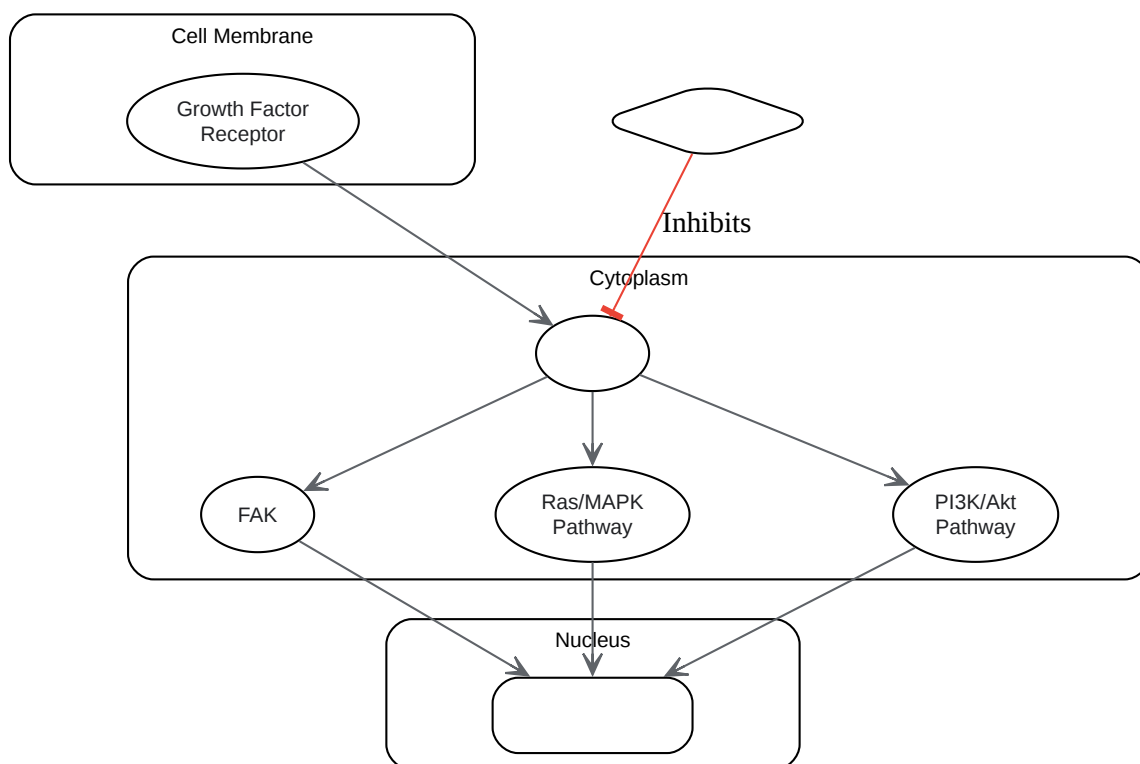 Cell Membrane
Growth Factor
Receptor
Inhibits
Cytoplasm
FAK
Ras/MAPK
Pathway
PI3K/Akt
Pathway
Nucleus